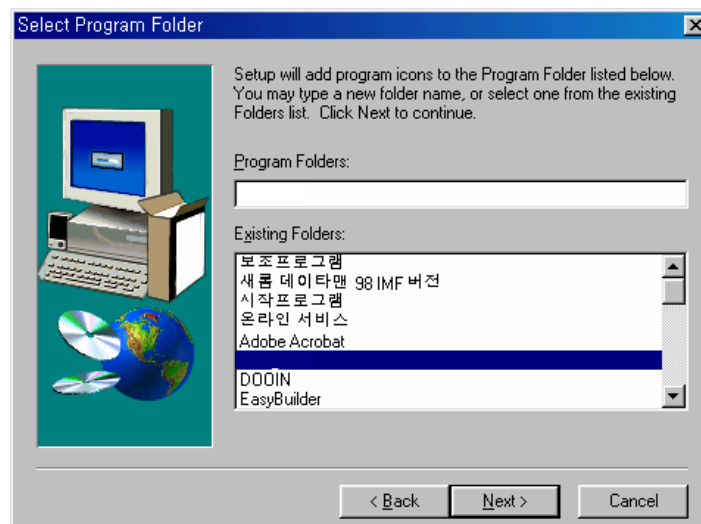 Select Program Folder
Setup will add program icons to the Program Folder listed below.
You may type a new folder name, or select one from the existing
Folders list. Click Next to continue.
Program Folders:
Existing Folders:
보조프로그램
새롬 데이타맨 98 IMF 버전
시작프로그램
온라인 서비스
Adobe Acrobat
DOOIN
EasyBuilder
< Back
Next >
Cancel